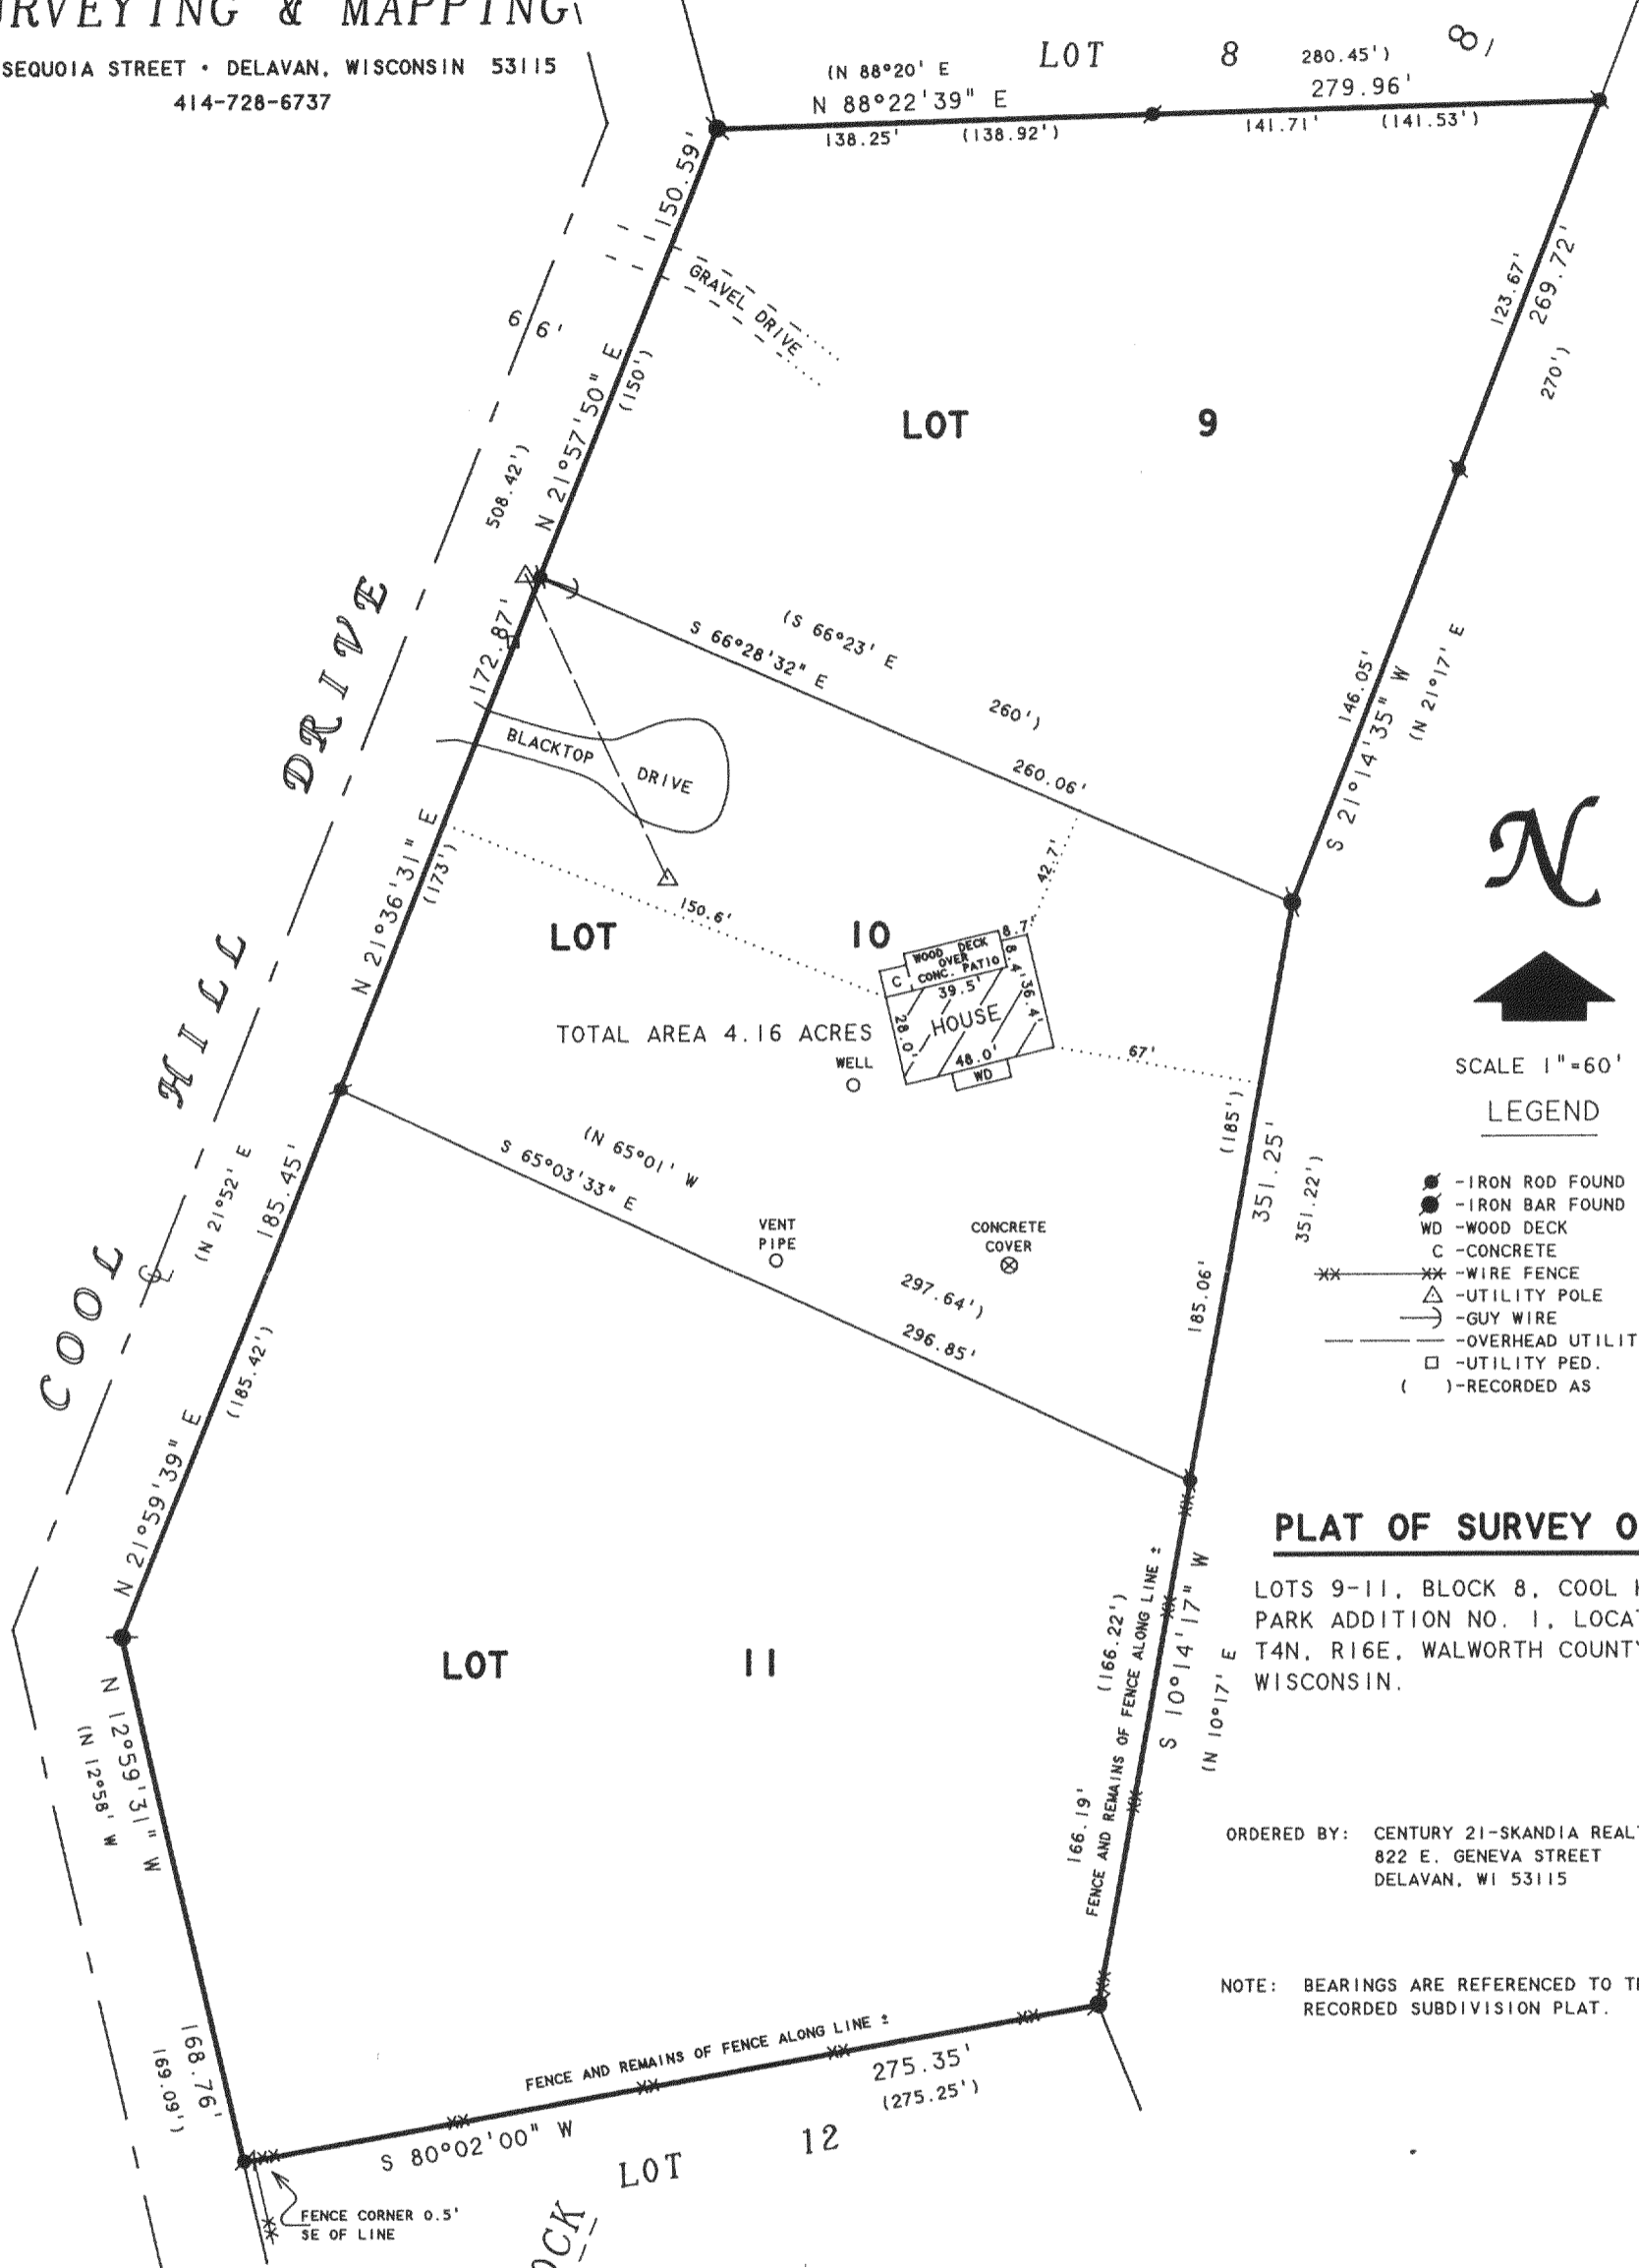 SURVEYING & MAPPING
SEQUOIA STREET • DELAVAN, WISCONSIN 53115
414-728-6737
LOT 8
(N 88°20' E 280.45')
N 88°22'39" E 279.96'
138.25' (138.92') 141.71' (141.53')
150.59'
N 21°57'50" E
(150')
66'
508.42')
GRAVEL DRIVE
LOT 9
123.67'
269.72'
270')
146.05'
S 21°14'35" W
(N 21°17' E
172.87'
(S 66°23' E 260')
S 66°28'32" E 260.06'
BLACKTOP DRIVE
42.7'
N 21°36'31" E
(173')
150.6'
LOT 10
8.7'
WOOD DECK
OVER
CONC. PATIO
8.4'
C
39.5'
36.4'
28.0'
HOUSE
48.0'
WD
67'
TOTAL AREA 4.16 ACRES
WELL
COOL HILL DRIVE
(N 21°52' E
185.45'
(185.42')
N 21°59'39" E
(N 65°01' W 297.64')
S 65°03'33" E 296.85'
VENT
PIPE
CONCRETE
COVER
(185')
351.25'
351.22')
185.06'
N
SCALE 1"=60'
LEGEND
-IRON ROD FOUND
-IRON BAR FOUND
WD -WOOD DECK
C -CONCRETE
XX XX -WIRE FENCE
-UTILITY POLE
-GUY WIRE
-OVERHEAD UTILIT
-UTILITY PED.
( )-RECORDED AS
PLAT OF SURVEY O
LOTS 9-11, BLOCK 8, COOL H
PARK ADDITION NO. 1, LOCAT
T4N, R16E, WALWORTH COUNTY
WISCONSIN.
LOT 11
(166.22')
FENCE AND REMAINS OF FENCE ALONG LINE ±
166.19'
S 10°14'17" W
(N 10°17' E
N 12°59'31" W
(N 12°58' W
168.76'
169.09')
ORDERED BY: CENTURY 21-SKANDIA REALT
822 E. GENEVA STREET
DELAVAN, WI 53115
NOTE: BEARINGS ARE REFERENCED TO TH
RECORDED SUBDIVISION PLAT.
FENCE AND REMAINS OF FENCE ALONG LINE ±
275.35'
(275.25')
S 80°02'00" W
LOT 12
FENCE CORNER 0.5'
SE OF LINE
OCK